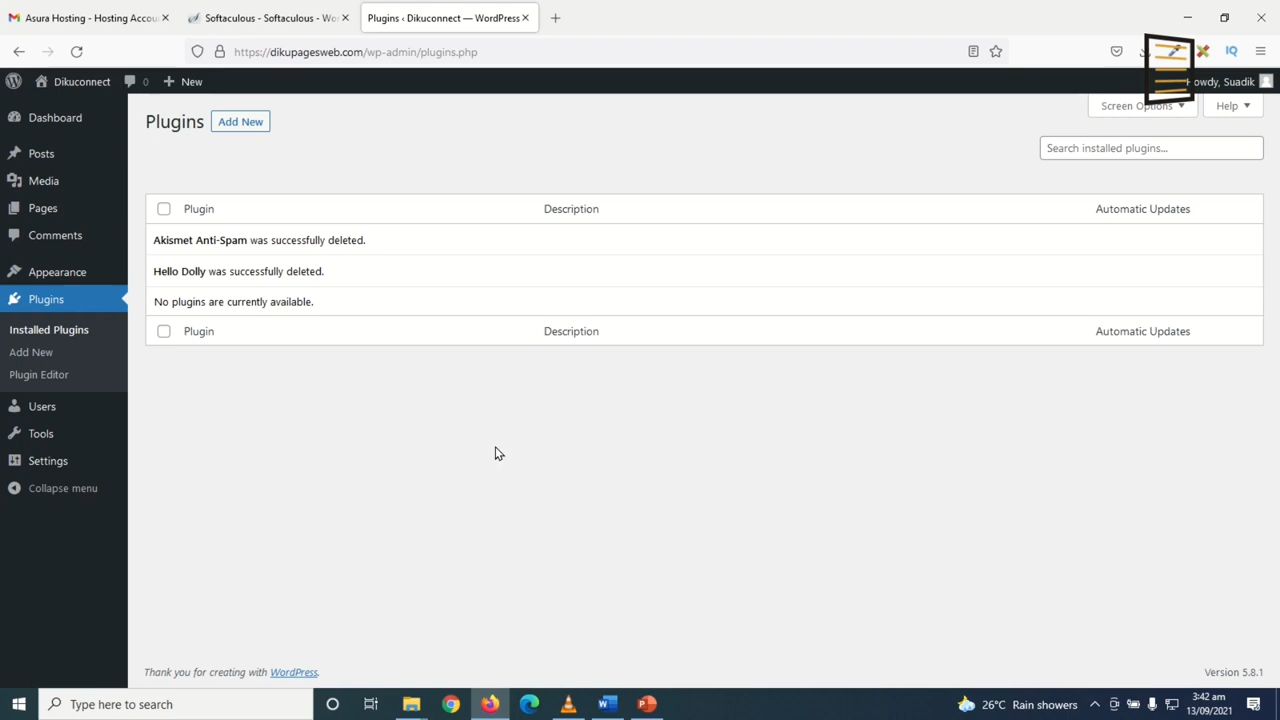 Asura Hosting - Hosting Accou
Softaculous - Softaculous - Wo
Plugins ‹ Dikuconnect — WordPress
https://dikupagesweb.com/wp-admin/plugins.php
IQ
Dikuconnect
0
New
owdy, Suadik
Screen Options
Help
Dashboard
Posts
Media
Pages
Comments
Appearance
Plugins
Installed Plugins
Add New
Plugin Editor
Users
Tools
Settings
Collapse menu
Plugins
Add New
Search installed plugins...
Plugin Description Automatic Updates
Akismet Anti-Spam was successfully deleted.
Hello Dolly was successfully deleted.
No plugins are currently available.
Plugin Description Automatic Updates
Thank you for creating with WordPress.
Version 5.8.1
Type here to search
26°C Rain showers
3:42 am
13/09/2021